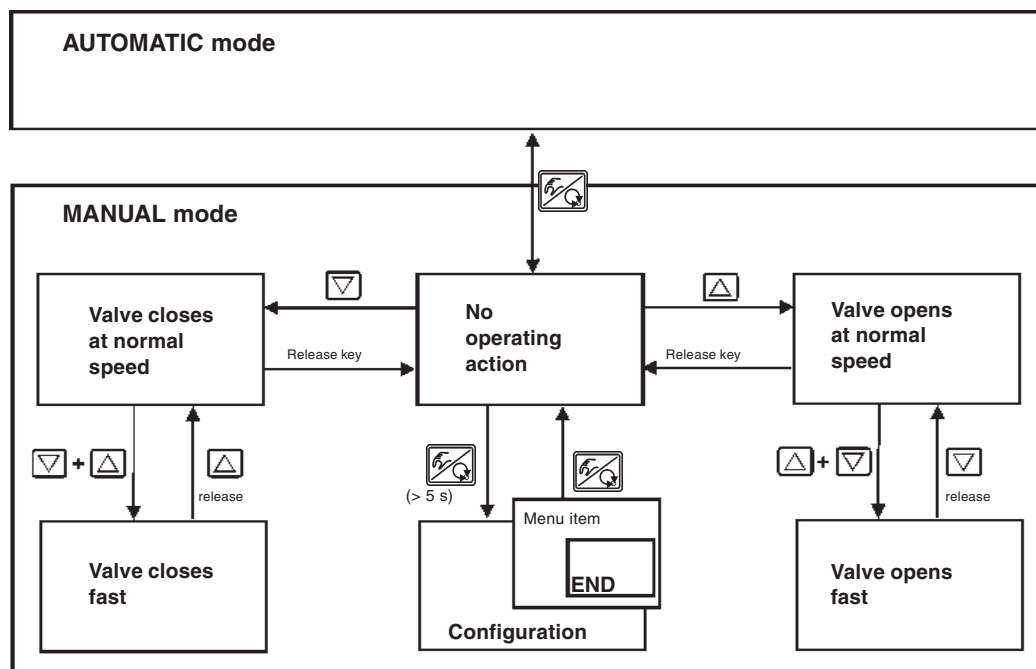 AUTOMATIC mode
MANUAL mode
Valve closes
at normal
speed
Release key
No
operating
action
Release key
Valve opens
at normal
speed
+
release
(> 5 s)
+
release
Valve closes
fast
Menu item
END
Configuration
Valve opens
fast